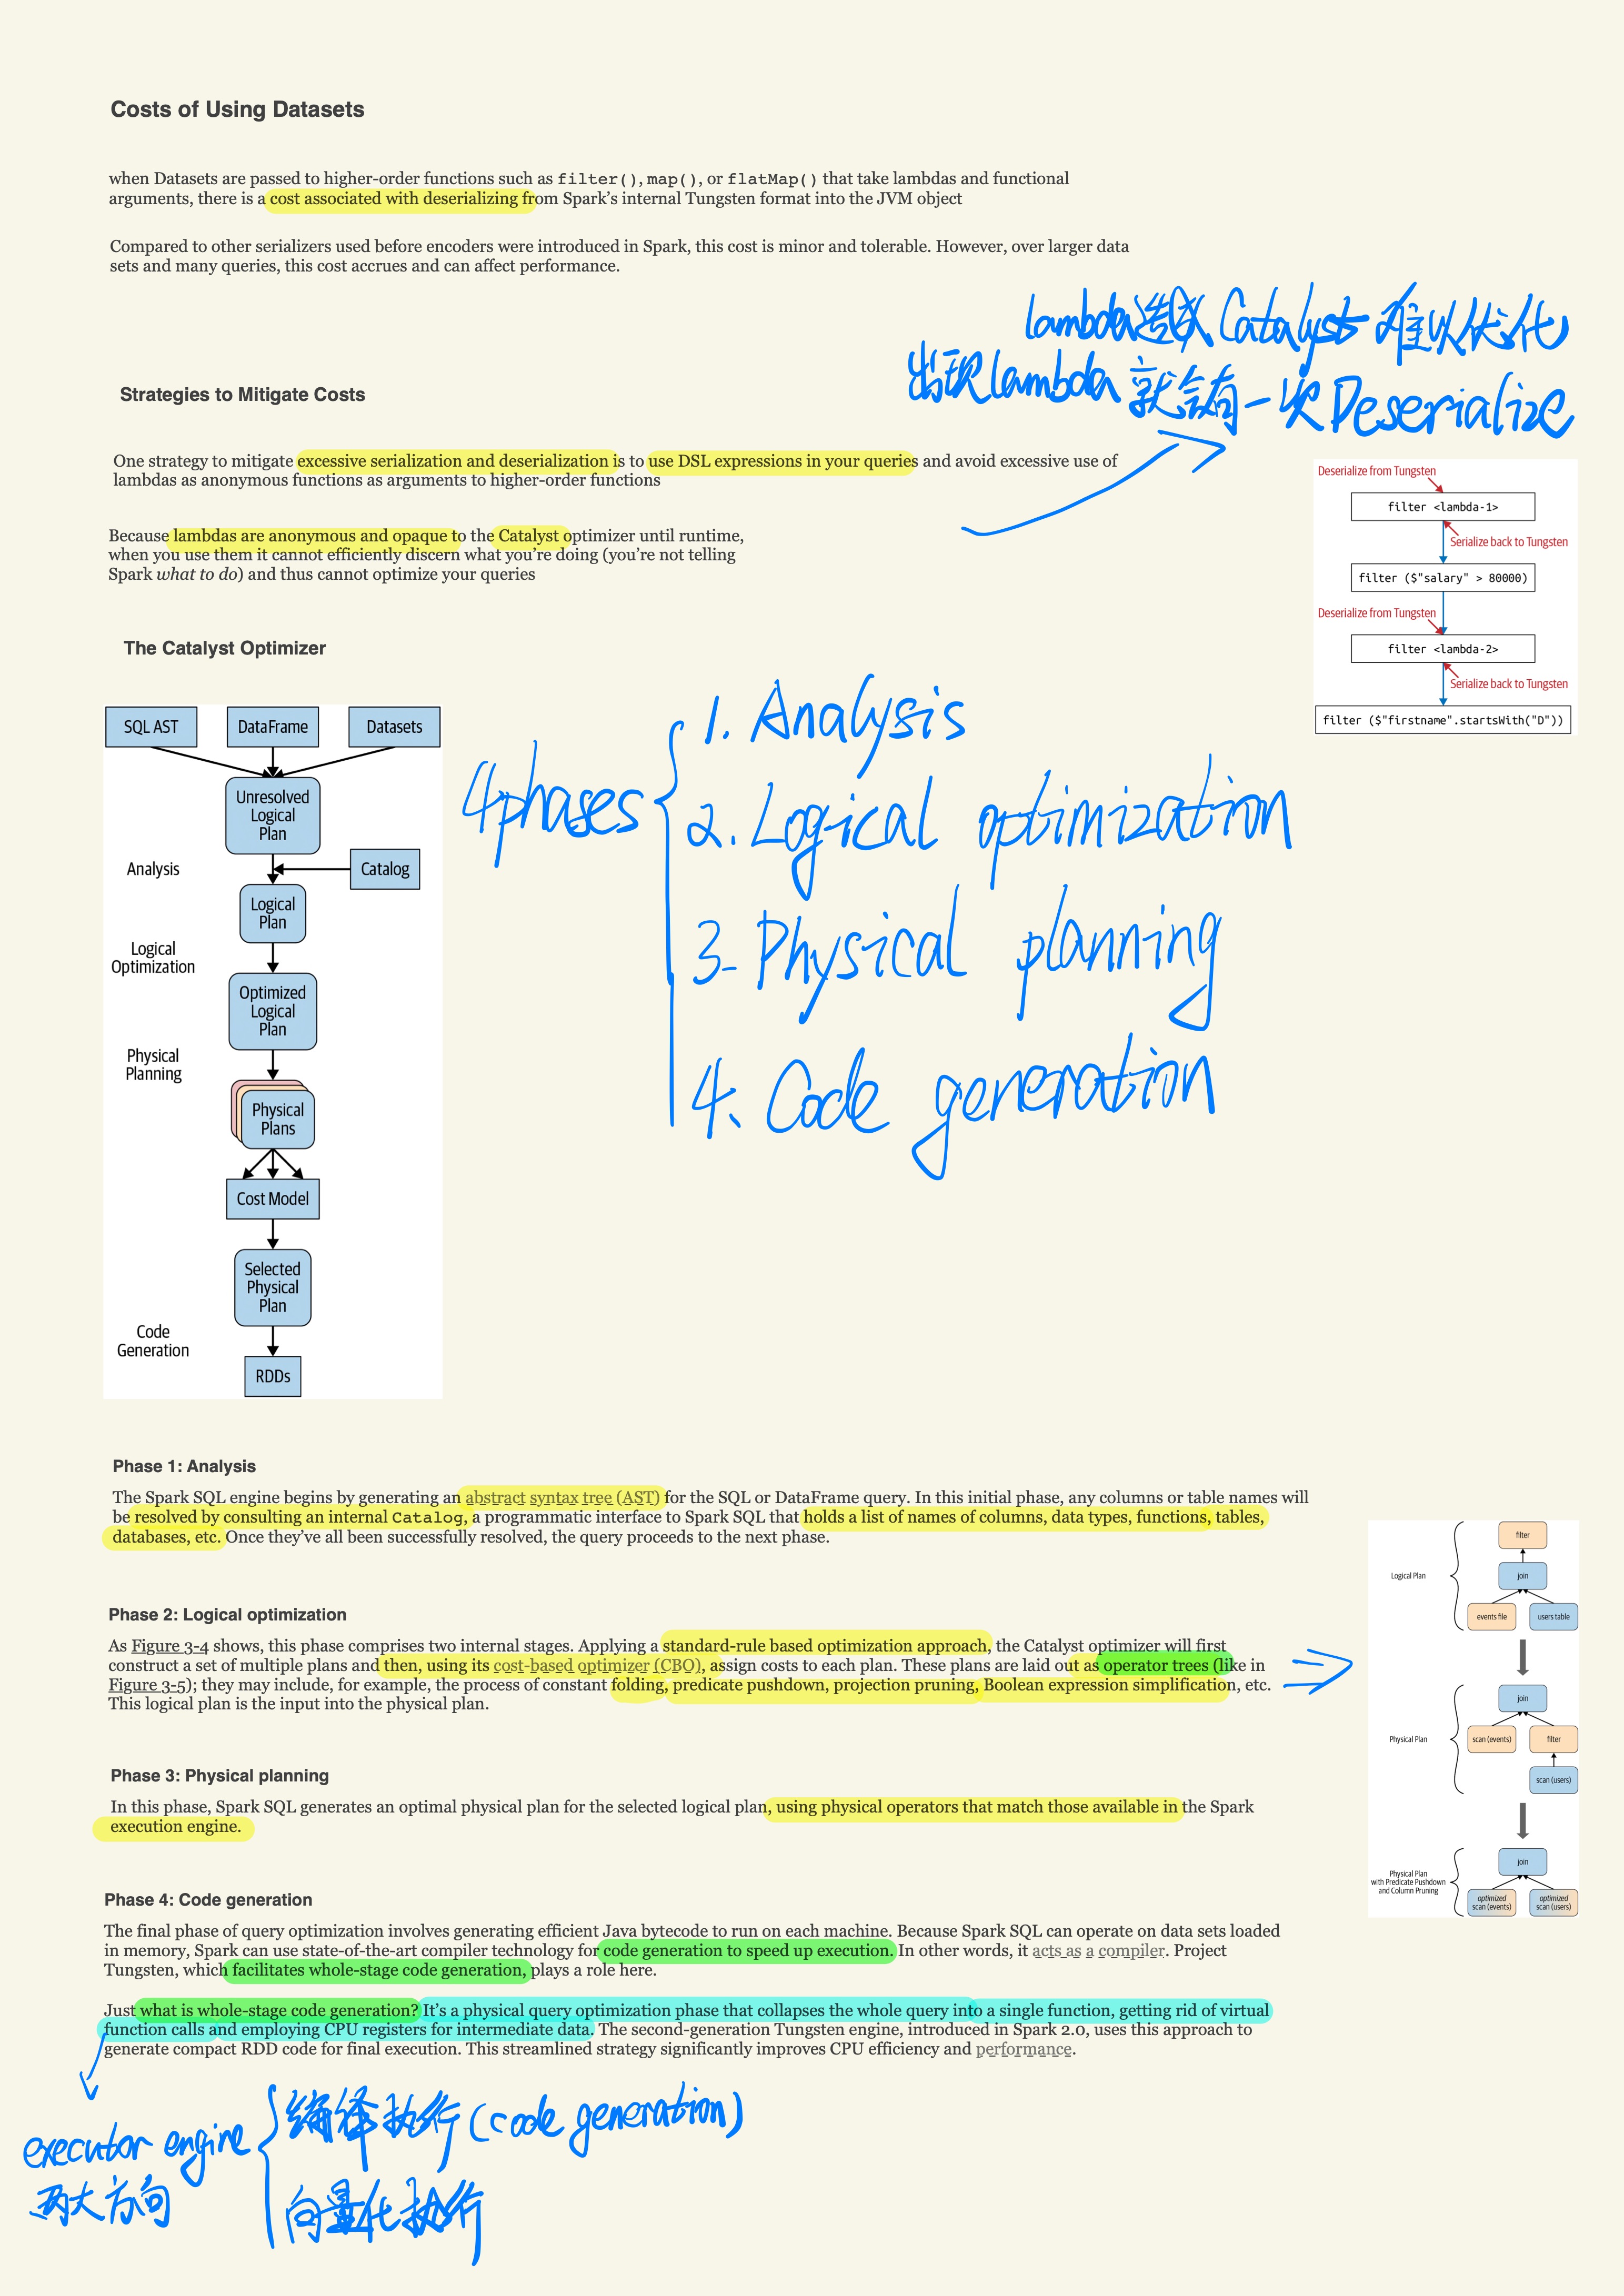 Costs of Using Datasets
when Datasets are passed to higher-order functions such as filter(), map(), or flatMap() that take lambdas and functional
arguments, there is a cost associated with deserializing from Spark’s internal Tungsten format into the JVM object
Compared to other serializers used before encoders were introduced in Spark, this cost is minor and tolerable. However, over larger data
sets and many queries, this cost accrues and can affect performance.
lambda造成Catalyst 难以优化,
出现lambda 就会有一次Deserialize
Strategies to Mitigate Costs
One strategy to mitigate excessive serialization and deserialization is to use DSL expressions in your queries and avoid excessive use of
lambdas as anonymous functions as arguments to higher-order functions
Because lambdas are anonymous and opaque to the Catalyst optimizer until runtime,
when you use them it cannot efficiently discern what you’re doing (you’re not telling
Spark what to do) and thus cannot optimize your queries
Deserialize from Tungsten
filter <lambda-1>
Serialize back to Tungsten
filter ($"salary" > 80000)
Deserialize from Tungsten
filter <lambda-2>
Serialize back to Tungsten
filter ($"firstname".startsWith("D"))
The Catalyst Optimizer
SQL AST
DataFrame
Datasets
Unresolved
Logical
Plan
Analysis
Catalog
Logical
Plan
Logical
Optimization
Optimized
Logical
Plan
Physical
Planning
Physical
Plans
Cost Model
Selected
Physical
Plan
Code
Generation
RDDs
4 phases
1. Analysis
2. Logical optimization
3- Physical planning
4、Code generation
Phase 1: Analysis
The Spark SQL engine begins by generating an abstract syntax tree (AST) for the SQL or DataFrame query. In this initial phase, any columns or table names will
be resolved by consulting an internal Catalog, a programmatic interface to Spark SQL that holds a list of names of columns, data types, functions, tables,
databases, etc. Once they’ve all been successfully resolved, the query proceeds to the next phase.
Phase 2: Logical optimization
As Figure 3-4 shows, this phase comprises two internal stages. Applying a standard-rule based optimization approach, the Catalyst optimizer will first
construct a set of multiple plans and then, using its cost-based optimizer (CBO), assign costs to each plan. These plans are laid out as operator trees (like in
Figure 3-5); they may include, for example, the process of constant folding, predicate pushdown, projection pruning, Boolean expression simplification, etc.
This logical plan is the input into the physical plan.
Logical Plan
filter
join
events file
users table
Physical Plan
join
scan (events)
filter
scan (users)
Physical Plan
with Predicate Pushdown
and Column Pruning
join
optimized
scan (events)
optimized
scan (users)
Phase 3: Physical planning
In this phase, Spark SQL generates an optimal physical plan for the selected logical plan, using physical operators that match those available in the Spark
execution engine.
Phase 4: Code generation
The final phase of query optimization involves generating efficient Java bytecode to run on each machine. Because Spark SQL can operate on data sets loaded
in memory, Spark can use state-of-the-art compiler technology for code generation to speed up execution. In other words, it acts as a compiler. Project
Tungsten, which facilitates whole-stage code generation, plays a role here.
Just what is whole-stage code generation? It’s a physical query optimization phase that collapses the whole query into a single function, getting rid of virtual
function calls and employing CPU registers for intermediate data. The second-generation Tungsten engine, introduced in Spark 2.0, uses this approach to
generate compact RDD code for final execution. This streamlined strategy significantly improves CPU efficiency and performance.
executor engine
两大方向
编译执行 (code generation)
向量化执行